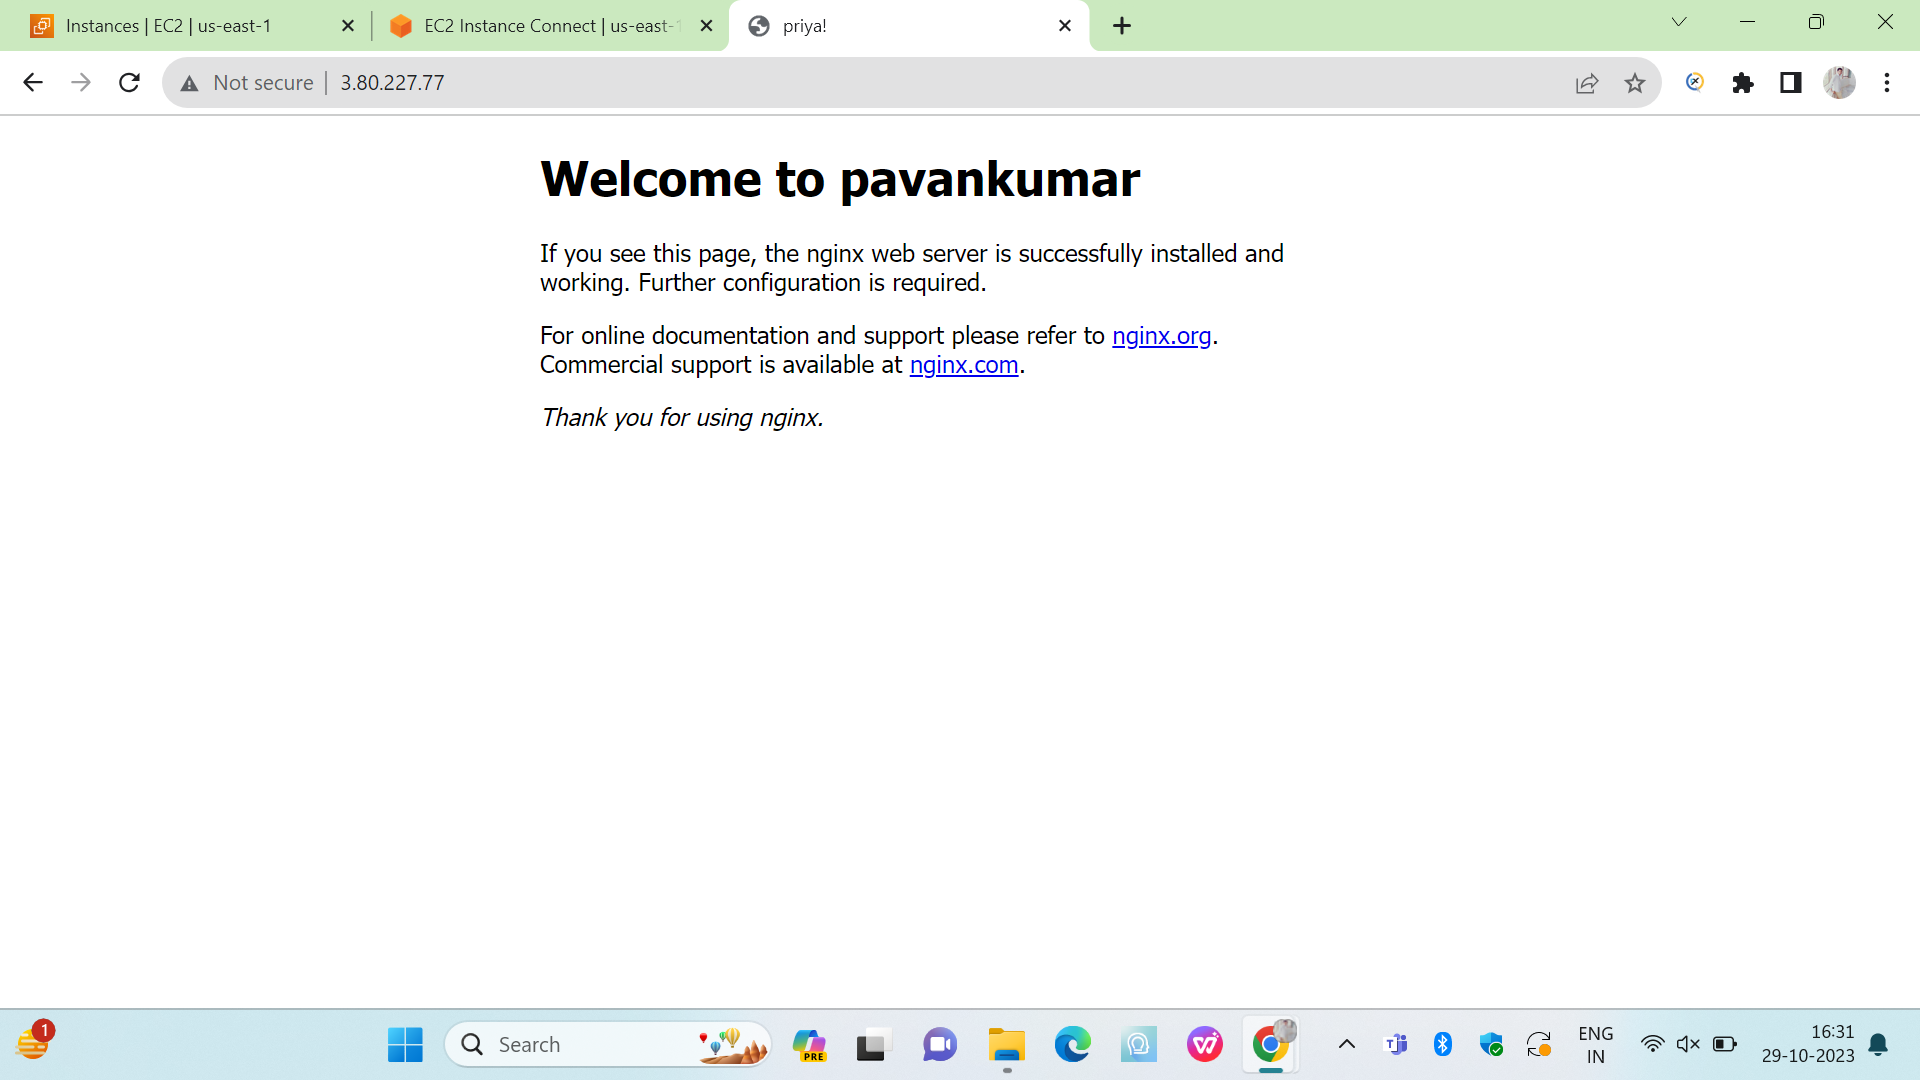 Instances | EC2 | us-east-1
EC2 Instance Connect | us-east-1
priya!
Not secure | 3.80.227.77
Welcome to pavankumar
If you see this page, the nginx web server is successfully installed and
working. Further configuration is required.
For online documentation and support please refer to nginx.org.
Commercial support is available at nginx.com.
Thank you for using nginx.
1
Search
PRE
ENG
IN
16:31
29-10-2023